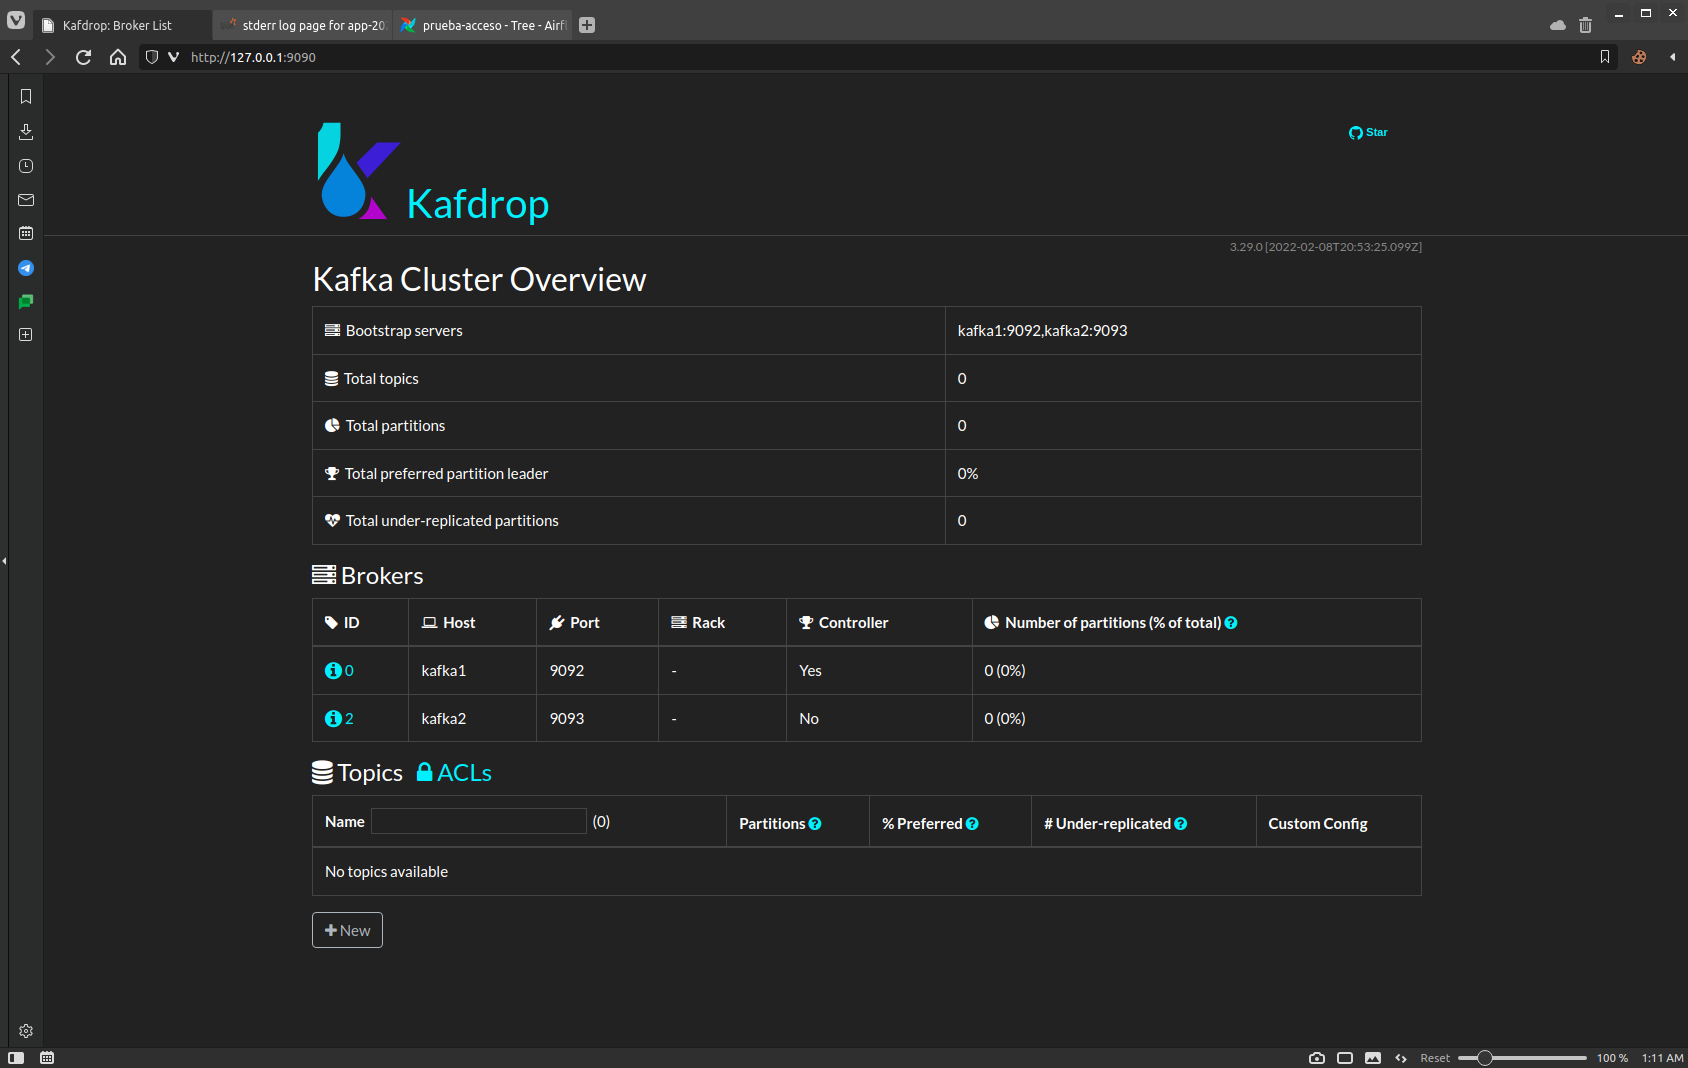 Kafdrop: Broker List
stderr log page for app-20
prueba-acceso - Tree - Airfl
http://127.0.0.1:9090
Star
Kafdrop
3.29.0 [2022-02-08T20:53:25.099Z]
Kafka Cluster Overview
Bootstrap servers kafka1:9092,kafka2:9093
Total topics 0
Total partitions 0
Total preferred partition leader 0%
Total under-replicated partitions 0
Brokers
ID Host Port Rack Controller Number of partitions (% of total)
0 kafka1 9092 - Yes 0 (0%)
2 kafka2 9093 - No 0 (0%)
Topics ACLs
Name (0) Partitions % Preferred # Under-replicated Custom Config
No topics available
New
Reset 100 % 1:11 AM